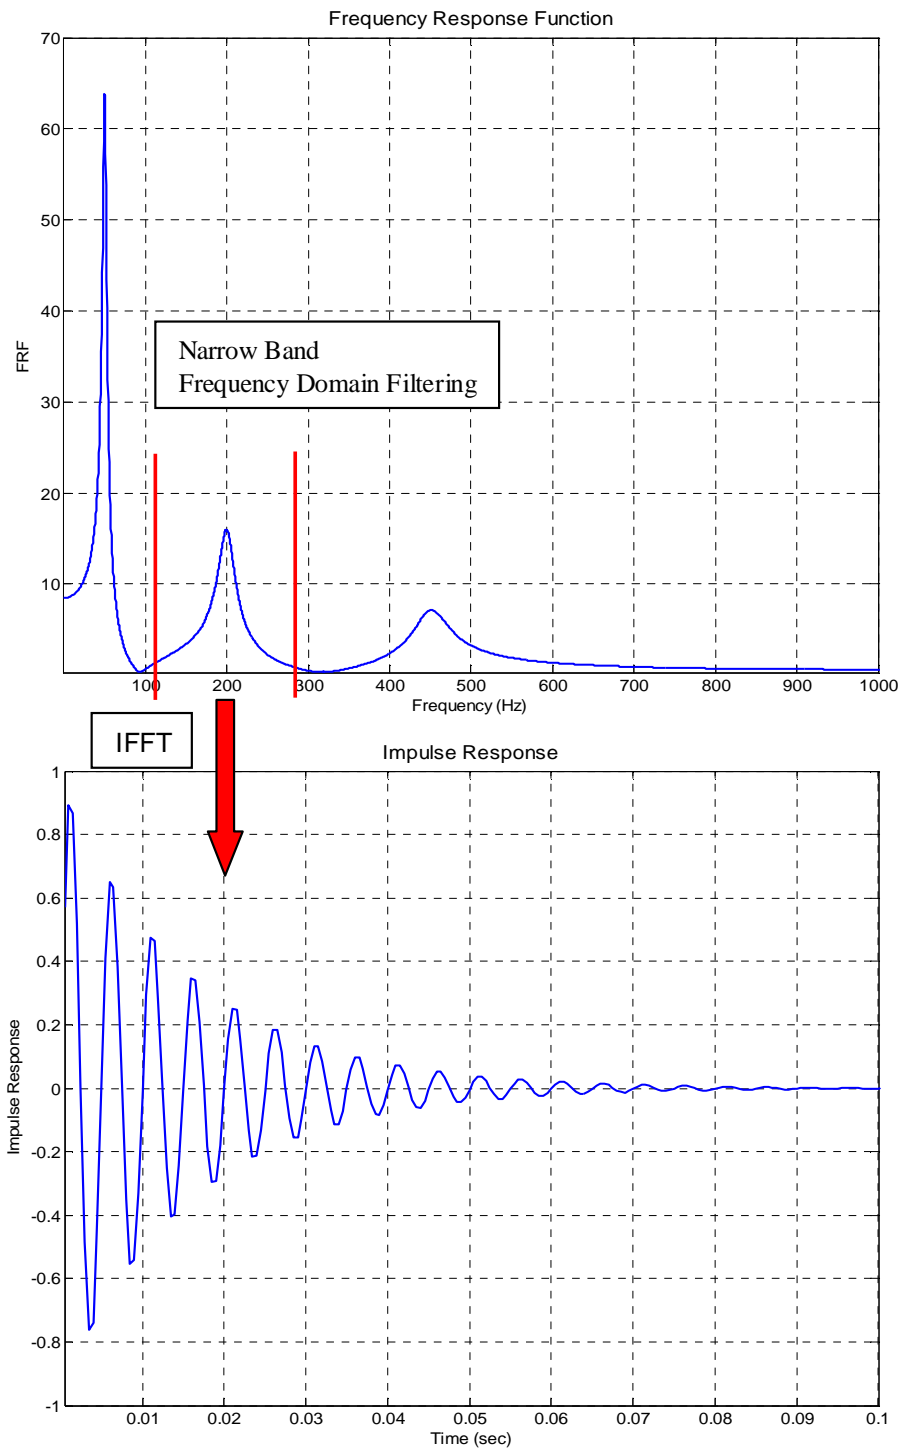 Frequency Response Function
70
60
50
40
30
20
10
FRF
Narrow Band
Frequency Domain Filtering
100 200 300 400 500 600 700 800 900 1000
Frequency (Hz)
IFFT
Impulse Response
1
0.8
0.6
0.4
0.2
0
-0.2
-0.4
-0.6
-0.8
-1
Impulse Response
0.01 0.02 0.03 0.04 0.05 0.06 0.07 0.08 0.09 0.1
Time (sec)